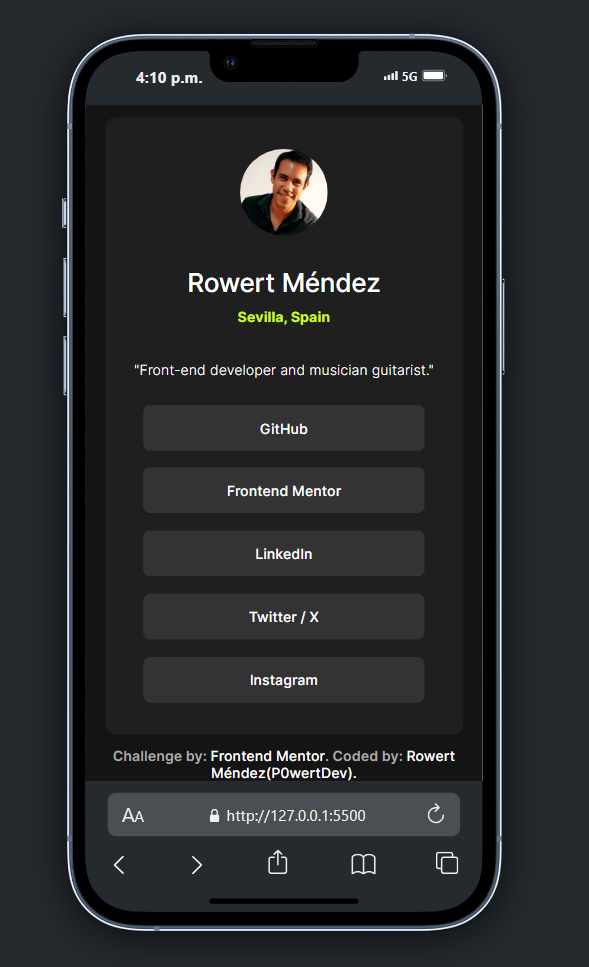 4:10 p.m. 5G
Rowert Méndez
Sevilla, Spain
"Front-end developer and musician guitarist."
GitHub
Frontend Mentor
LinkedIn
Twitter / X
Instagram
Challenge by: Frontend Mentor. Coded by: Rowert
Méndez(P0wertDev).
AA http://127.0.0.1:5500